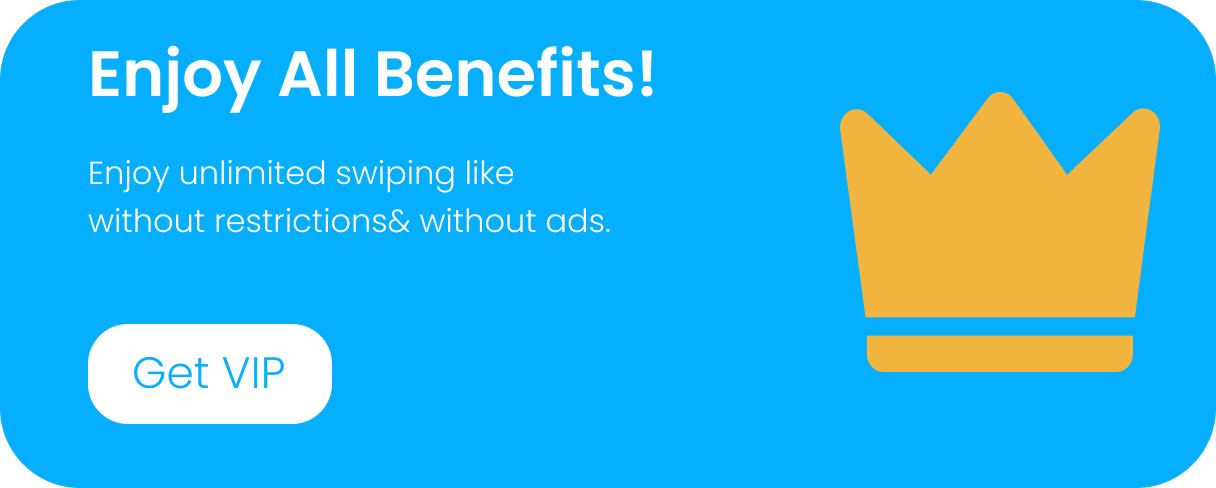 Enjoy All Benefits!
Enjoy unlimited swiping like
without restrictions& without ads.
Get VIP